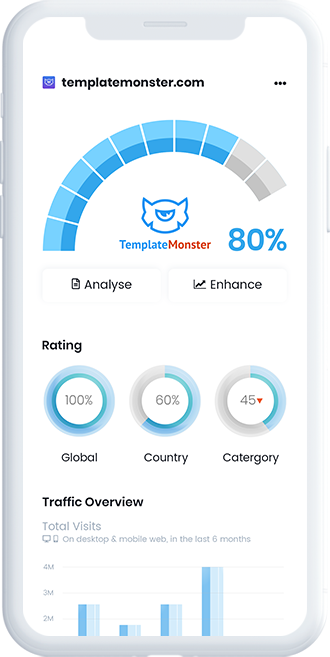 templatemonster.com
TemplateMonster
80%
Analyse
Enhance
Rating
100%
60%
45
Global
Country
Catergory
Traffic Overview
Total Visits
On desktop & mobile web, in the last 6 months
4M
3M
2M